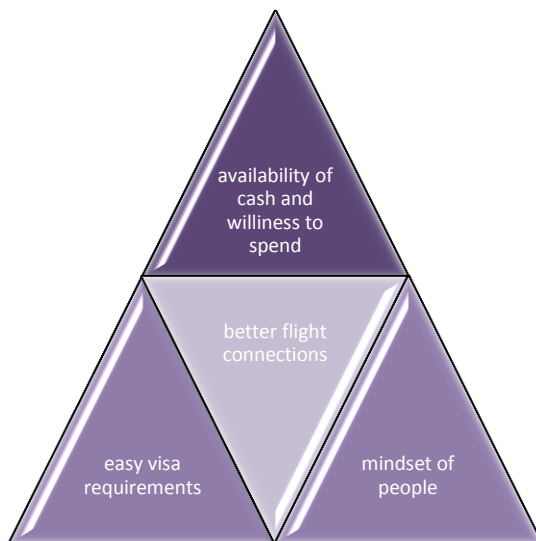 availability of
cash and
williness to
spend
better flight
connections
easy visa
requirements
mindset of
people